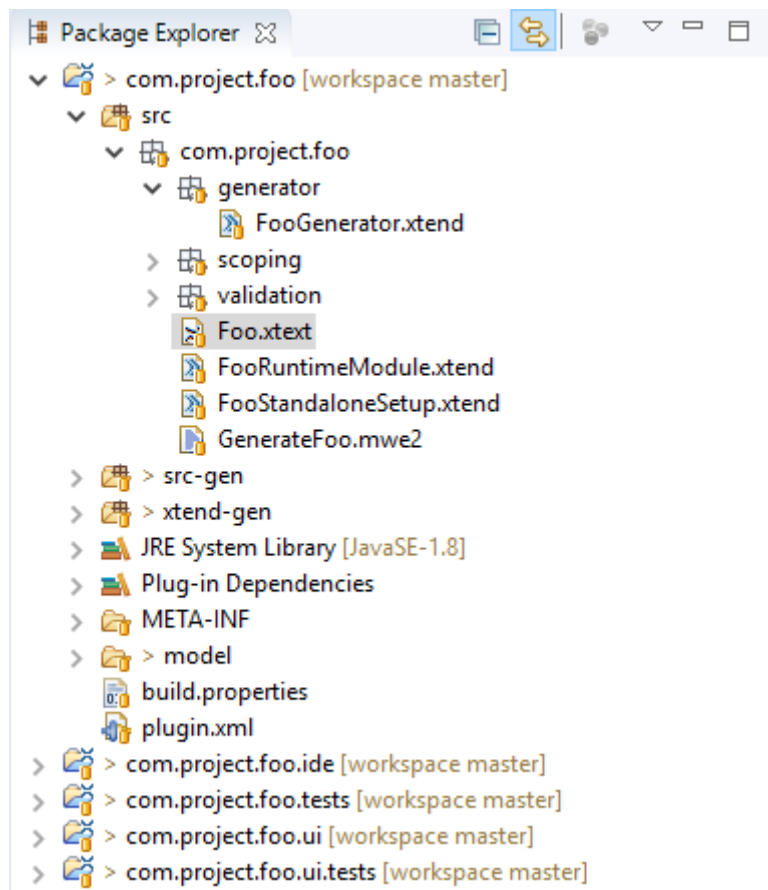 Package Explorer
> com.project.foo [workspace master]
src
com.project.foo
generator
FooGenerator.xtend
scoping
validation
Foo.xtext
FooRuntimeModule.xtend
FooStandaloneSetup.xtend
GenerateFoo.mwe2
> src-gen
> xtend-gen
JRE System Library [JavaSE-1.8]
Plug-in Dependencies
META-INF
> model
build.properties
plugin.xml
> com.project.foo.ide [workspace master]
> com.project.foo.tests [workspace master]
> com.project.foo.ui [workspace master]
> com.project.foo.ui.tests [workspace master]